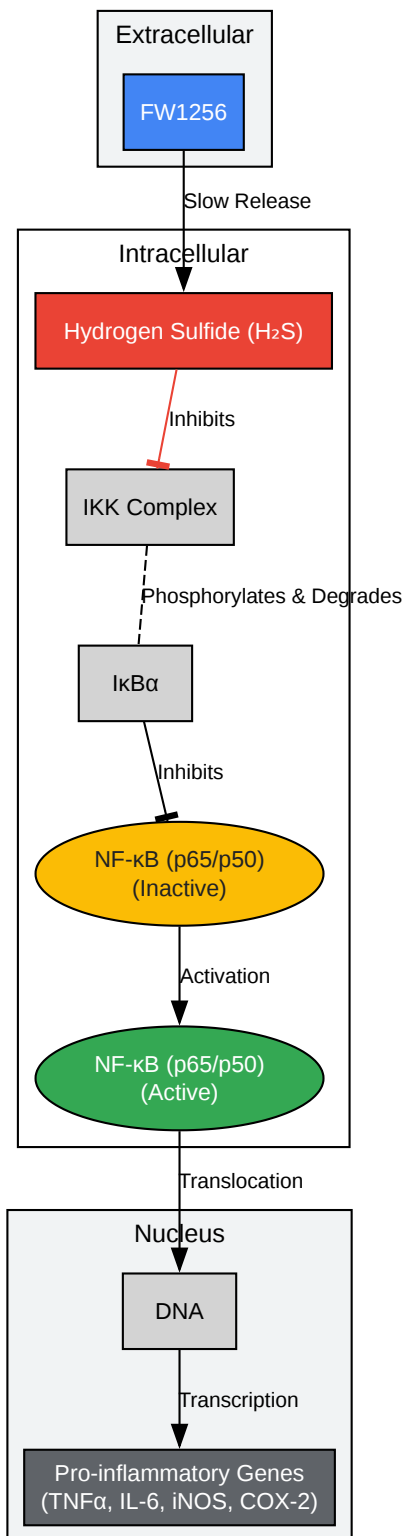 Extracellular
FW1256
Slow Release
Intracellular
Hydrogen Sulfide (H₂S)
Inhibits
IKK Complex
Phosphorylates & Degrades
IκBα
Inhibits
NF-κB (p65/p50)
(Inactive)
Activation
NF-κB (p65/p50)
(Active)
Translocation
Nucleus
DNA
Transcription
Pro-inflammatory Genes
(TNFα, IL-6, iNOS, COX-2)